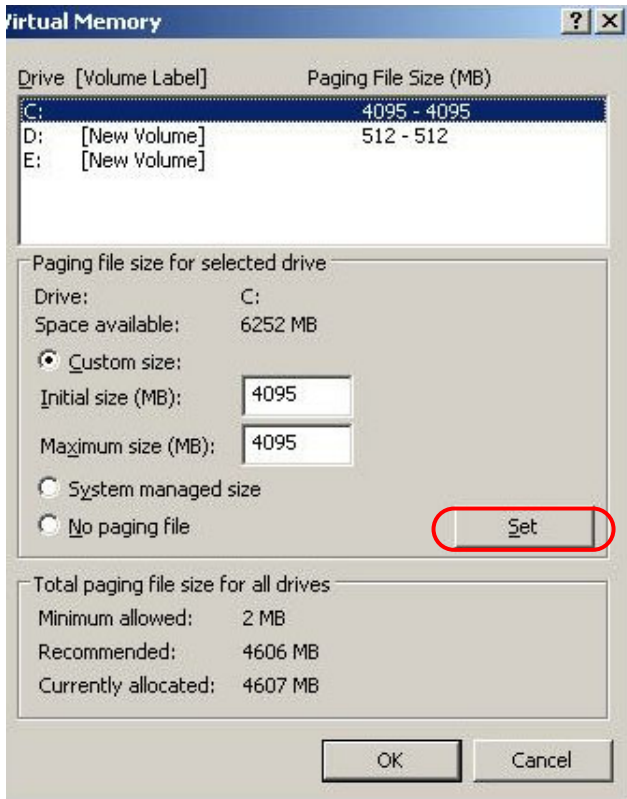 Virtual Memory
Drive [Volume Label] Paging File Size (MB)
C: 4095 - 4095
D: [New Volume] 512 - 512
E: [New Volume]
Paging file size for selected drive
Drive: C:
Space available: 6252 MB
Custom size:
Initial size (MB): 4095
Maximum size (MB): 4095
System managed size
No paging file Set
Total paging file size for all drives
Minimum allowed: 2 MB
Recommended: 4606 MB
Currently allocated: 4607 MB
OK Cancel